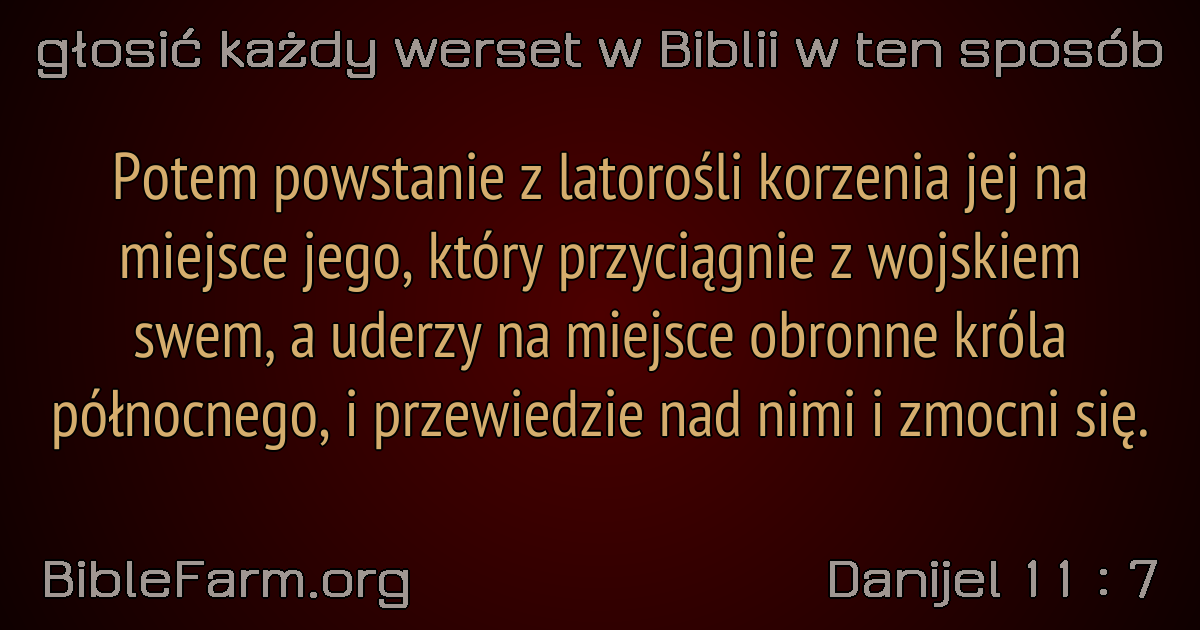 głosić każdy werset w Biblii w ten sposób
Potem powstanie z latorośli korzenia jej na
miejsce jego, który przyciągnie z wojskiem
swem, a uderzy na miejsce obronne króla
północnego, i przewiedzie nad nimi i zmocni się.
BibleFarm.org
Danijel 11 : 7